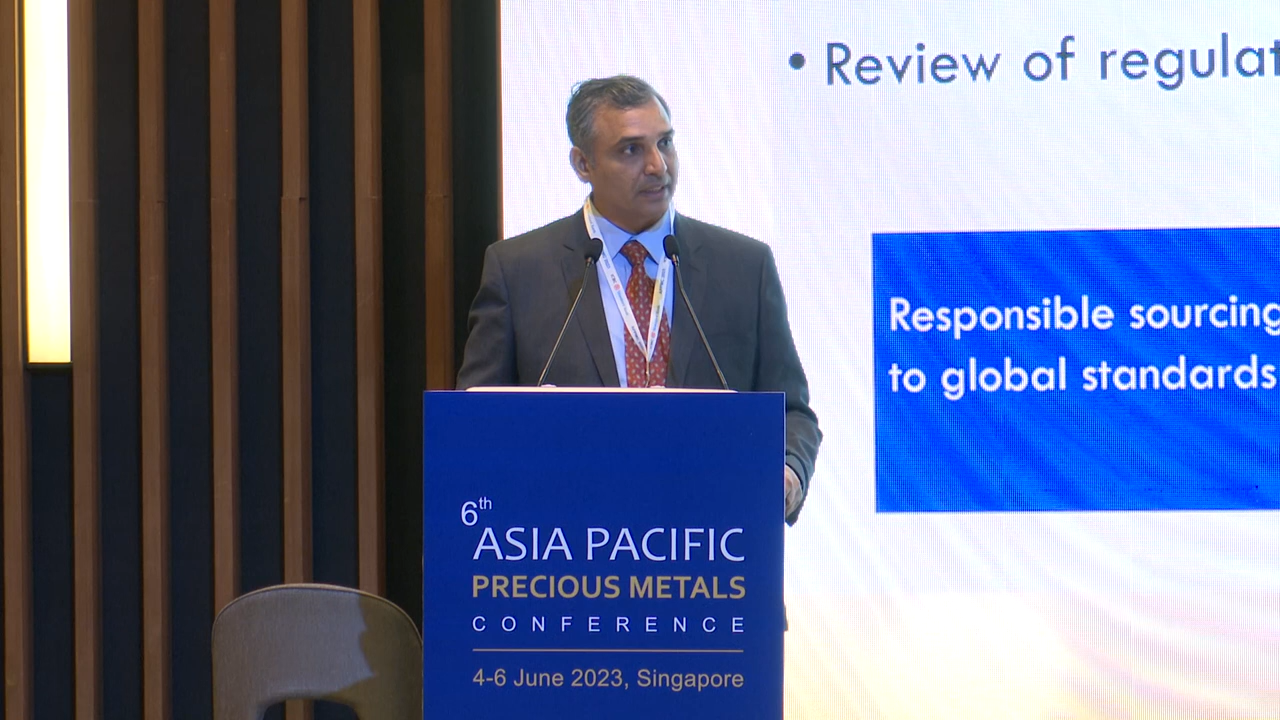 • Review of regulat
Responsible sourcing
to global standards
6th
ASIA PACIFIC
PRECIOUS METALS
CONFERENCE
4-6 June 2023, Singapore